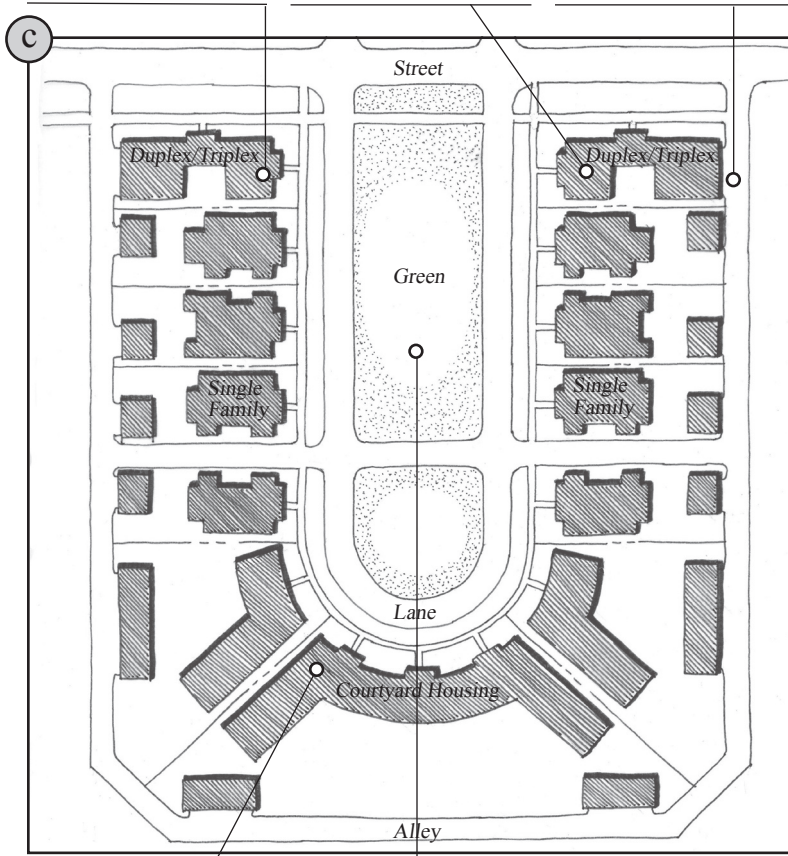 c
Street
Duplex/Triplex
Duplex/Triplex
Green
Single
Family
Single
Family
Lane
Courtyard Housing
Alley